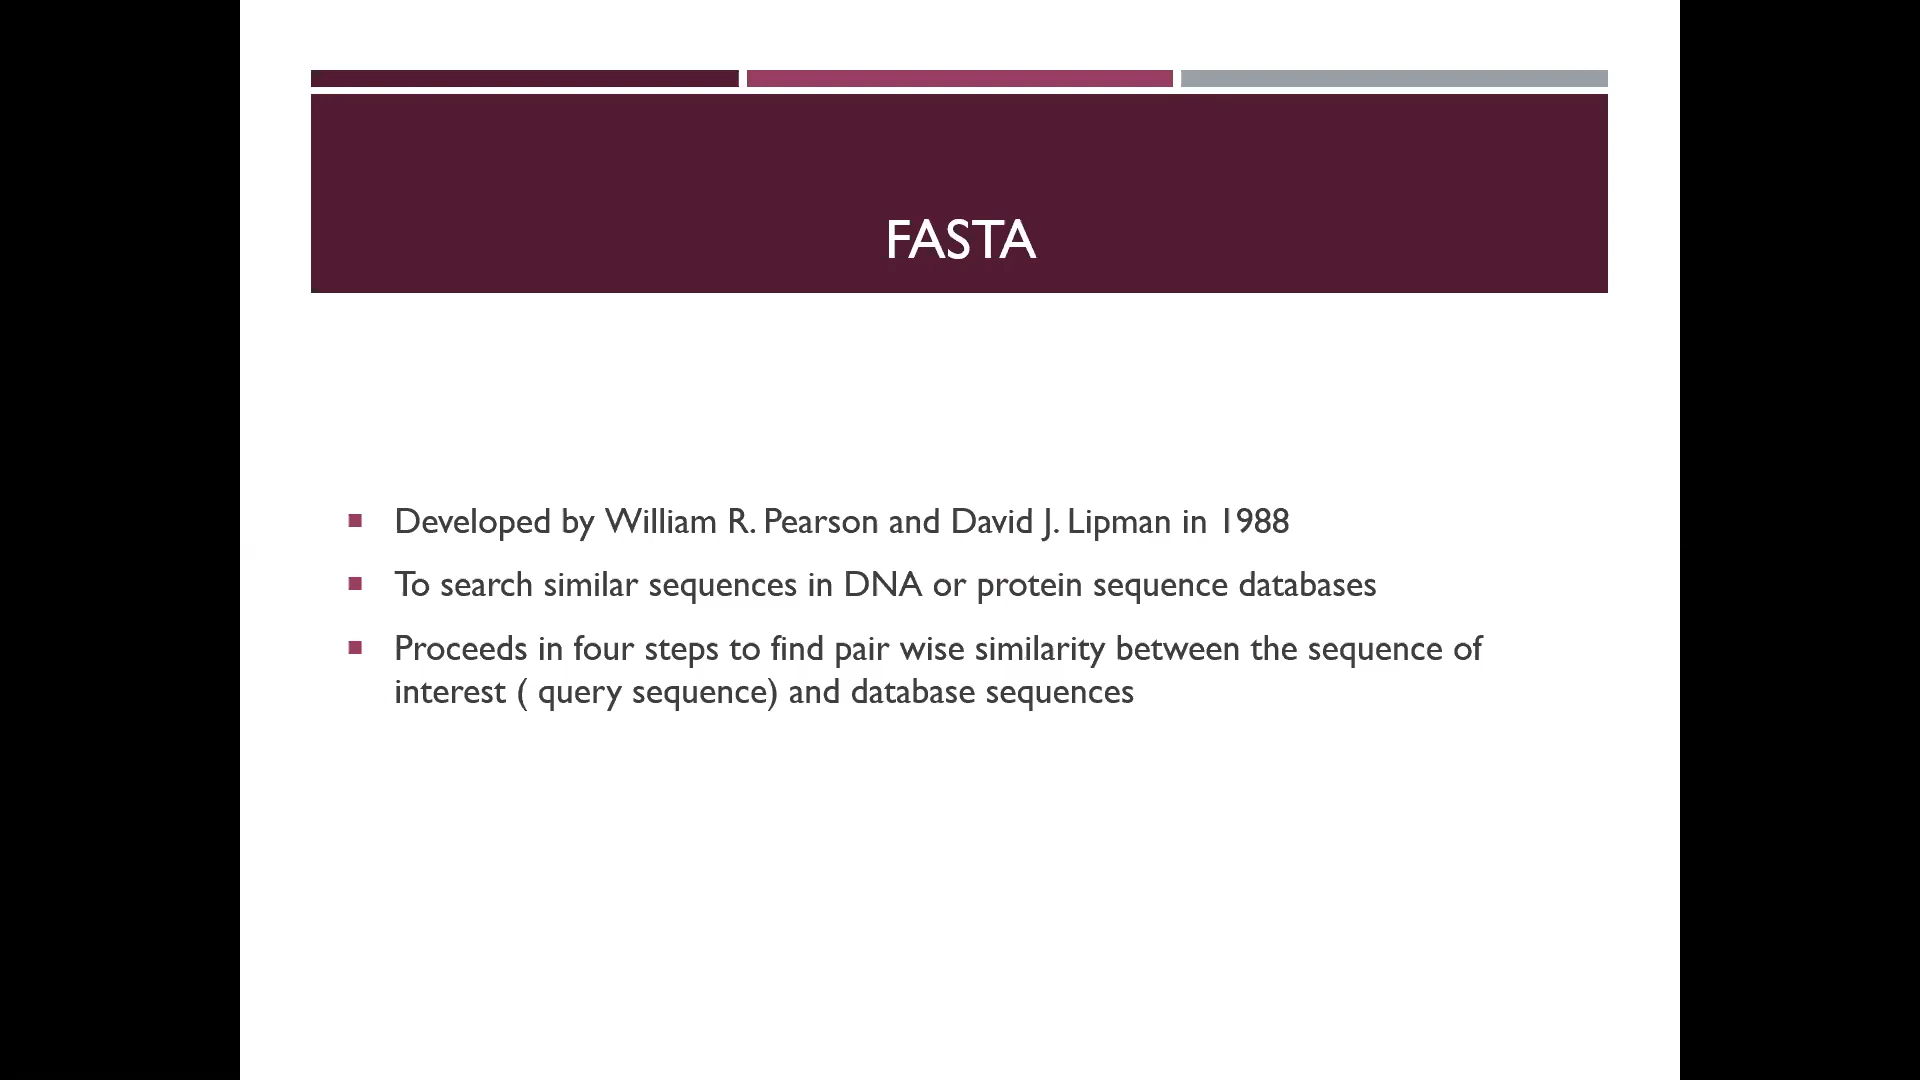 FASTA
Developed by William R. Pearson and David J. Lipman in 1988
To search similar sequences in DNA or protein sequence databases
Proceeds in four steps to find pair wise similarity between the sequence of
interest ( query sequence) and database sequences